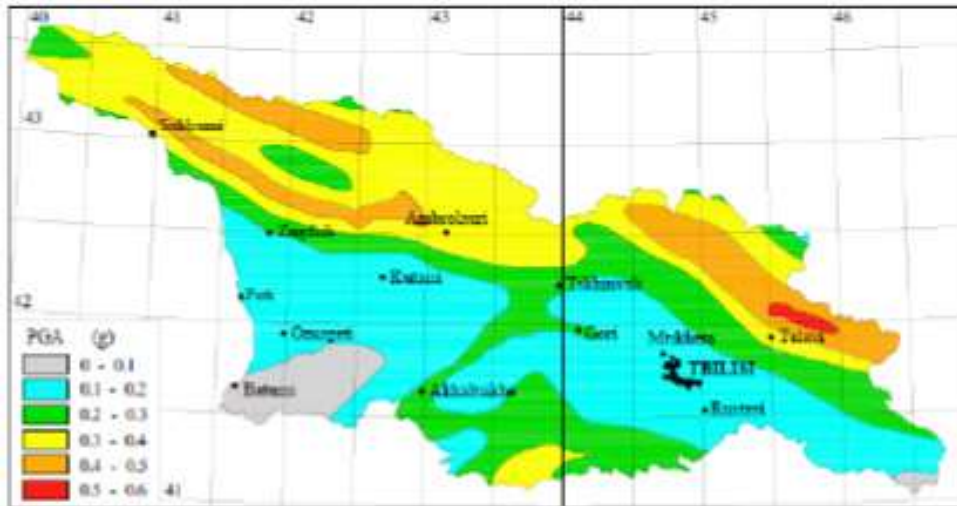 40 41 42 43 44 45 46
43
Sukhumi
Ambrolauri
Zugdidi
Kutaisi
Tskhinvali
42
Poti
Gori
Ozurgeti
Mtskheta
Telavi
TBILISI
Batumi
Akhaltsikhe
Rustavi
PGA (g)
0 - 0.1
0.1 - 0.2
0.2 - 0.3
0.3 - 0.4
0.4 - 0.5
0.5 - 0.6
41